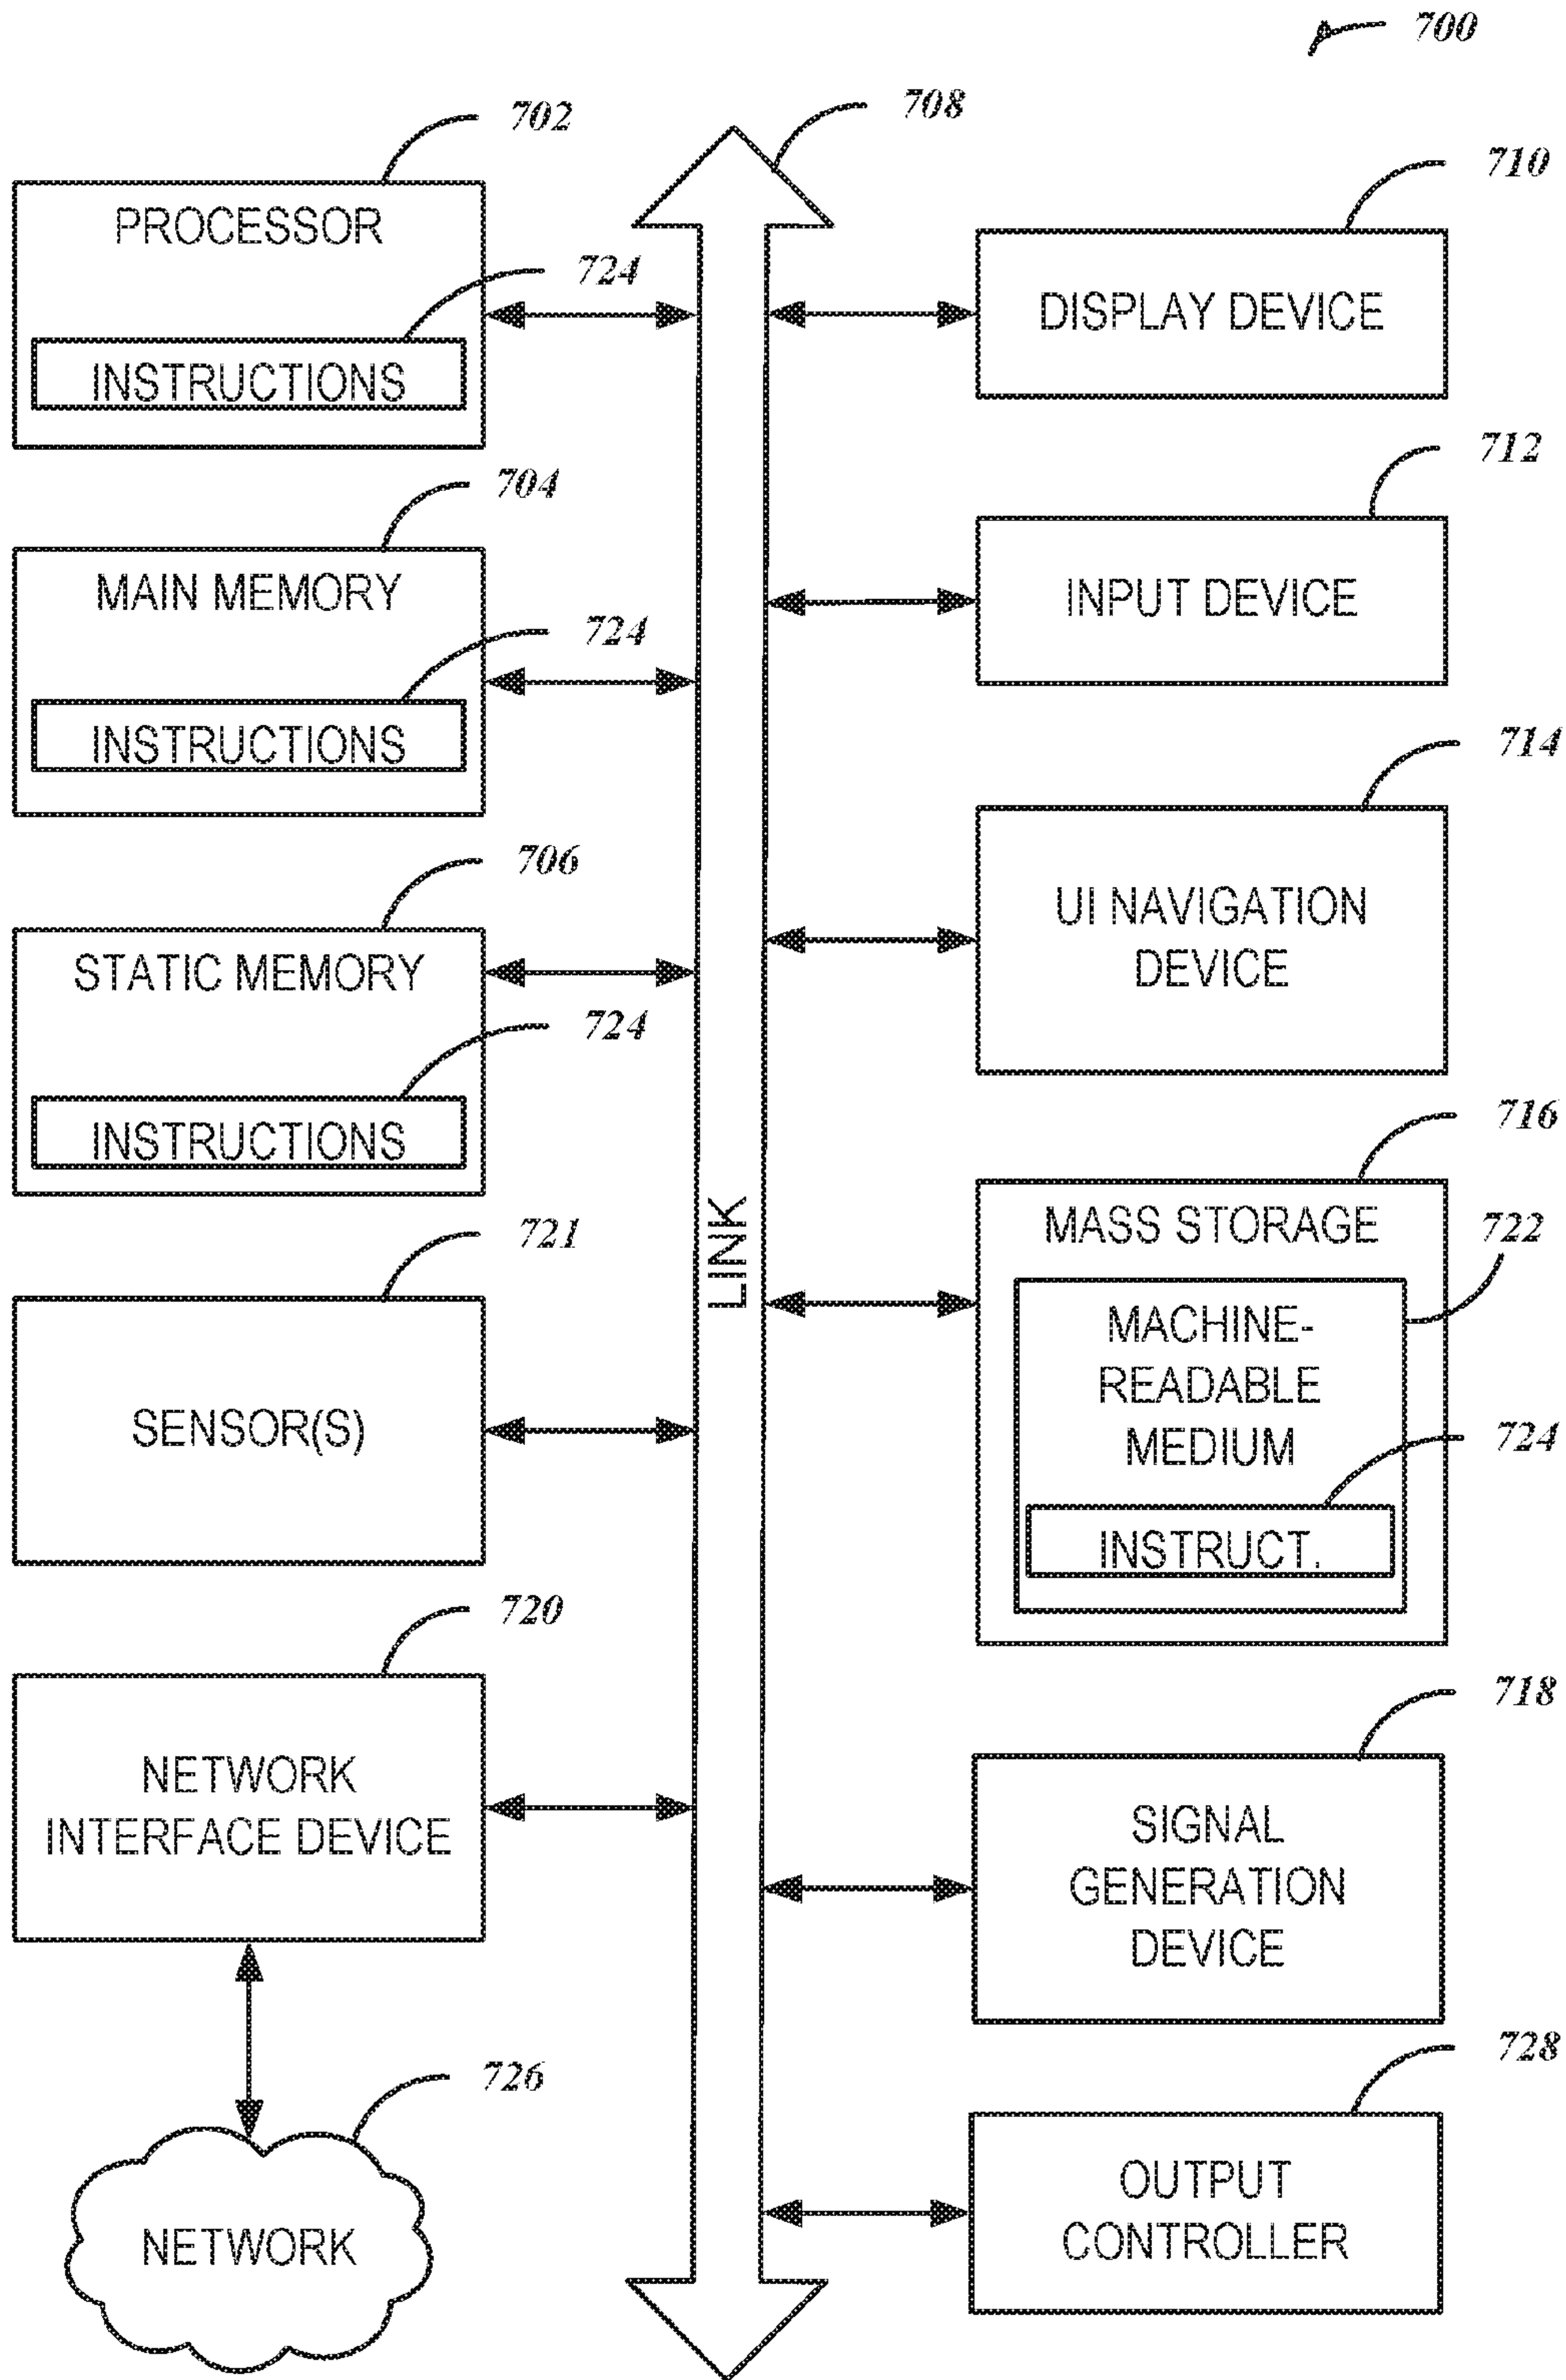 700
702
708
710
PROCESSOR
724
INSTRUCTIONS
DISPLAY DEVICE
704
712
MAIN MEMORY
724
INSTRUCTIONS
INPUT DEVICE
706
714
STATIC MEMORY
724
INSTRUCTIONS
UI NAVIGATION
DEVICE
721
716
SENSOR(S)
LINK
MASS STORAGE
722
MACHINE-
READABLE
MEDIUM
724
INSTRUCT.
720
718
NETWORK
INTERFACE DEVICE
SIGNAL
GENERATION
DEVICE
726
728
NETWORK
OUTPUT
CONTROLLER